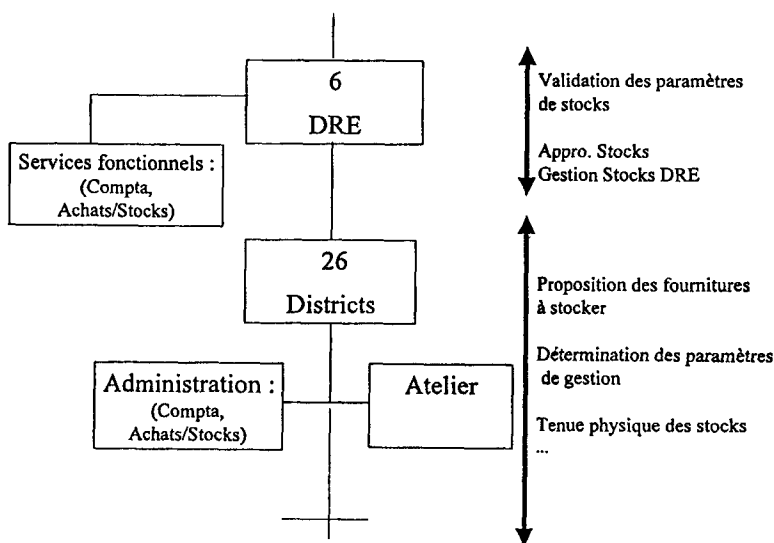 6
DRE
Services fonctionnels :
(Compta,
Achats/Stocks)
Validation des paramètres
de stocks
Appro. Stocks
Gestion Stocks DRE
26
Districts
Administration :
(Compta,
Achats/Stocks)
Atelier
Proposition des fournitures
à stocker
Détermination des paramètres
de gestion
Tenue physique des stocks
...